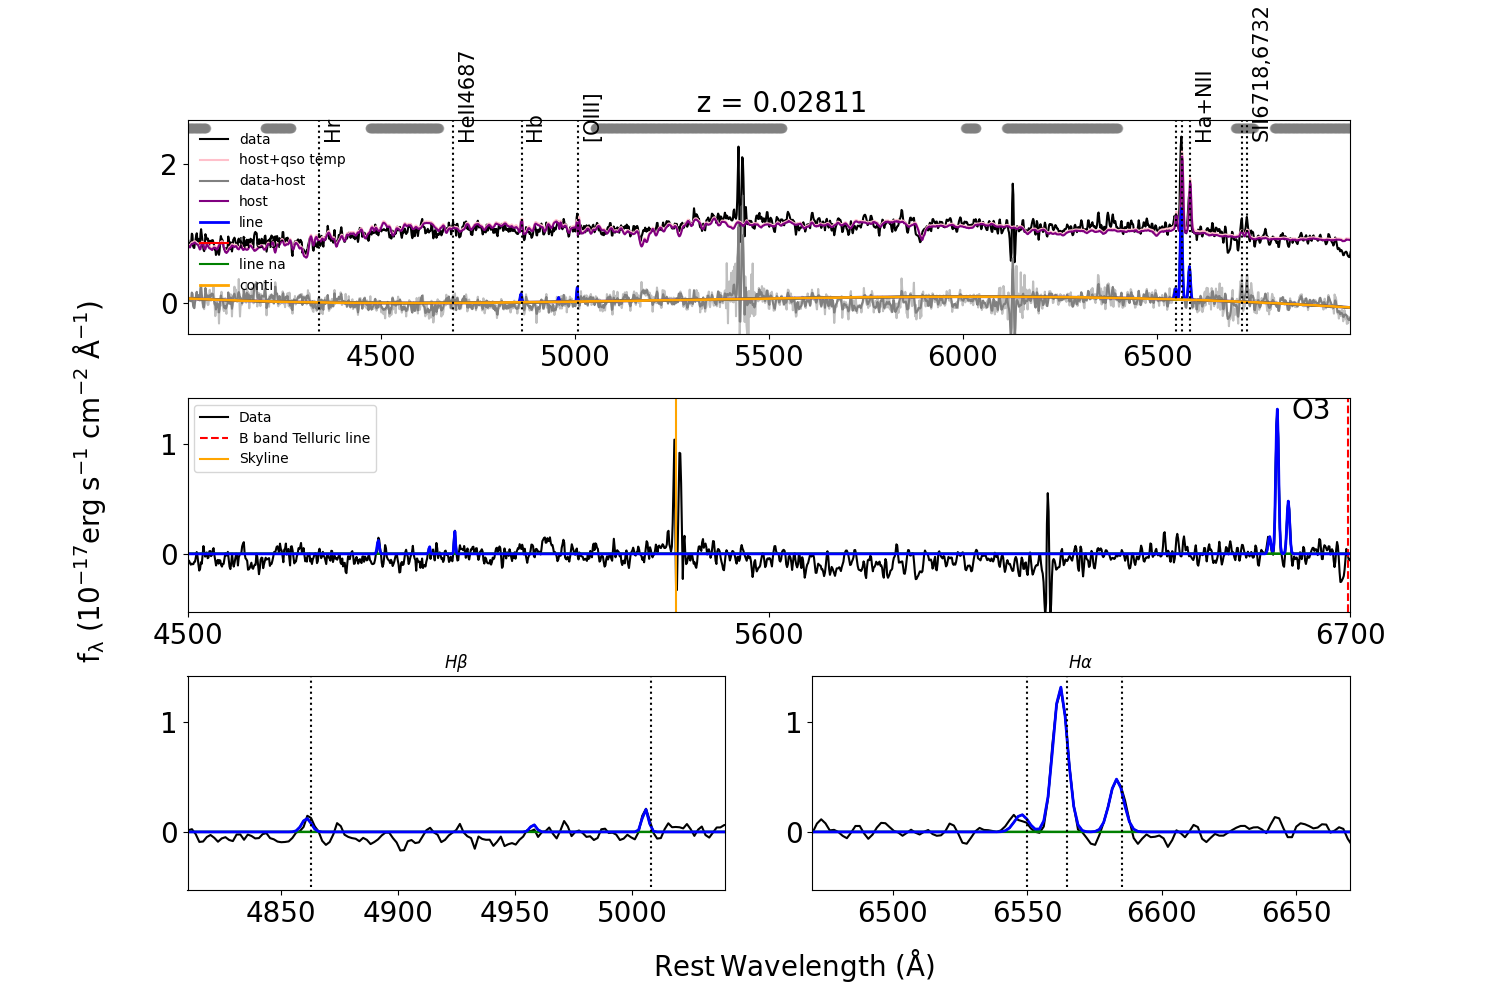 z = 0.02811
Hr
HeII4687
Hb
[OIII]
Ha+NII
SII6718,6732
data
host+qso temp
data-host
host
line
line na
conti
2
0
4500 5000 5500 6000 6500
Data
B band Telluric line
Skyline
O3
1
0
4500 5600 6700
fλ (10−17erg s−1 cm−2 Å−1)
Hβ
1
0
4850 4900 4950 5000
Hα
1
0
6500 6550 6600 6650
Rest Wavelength (Å)